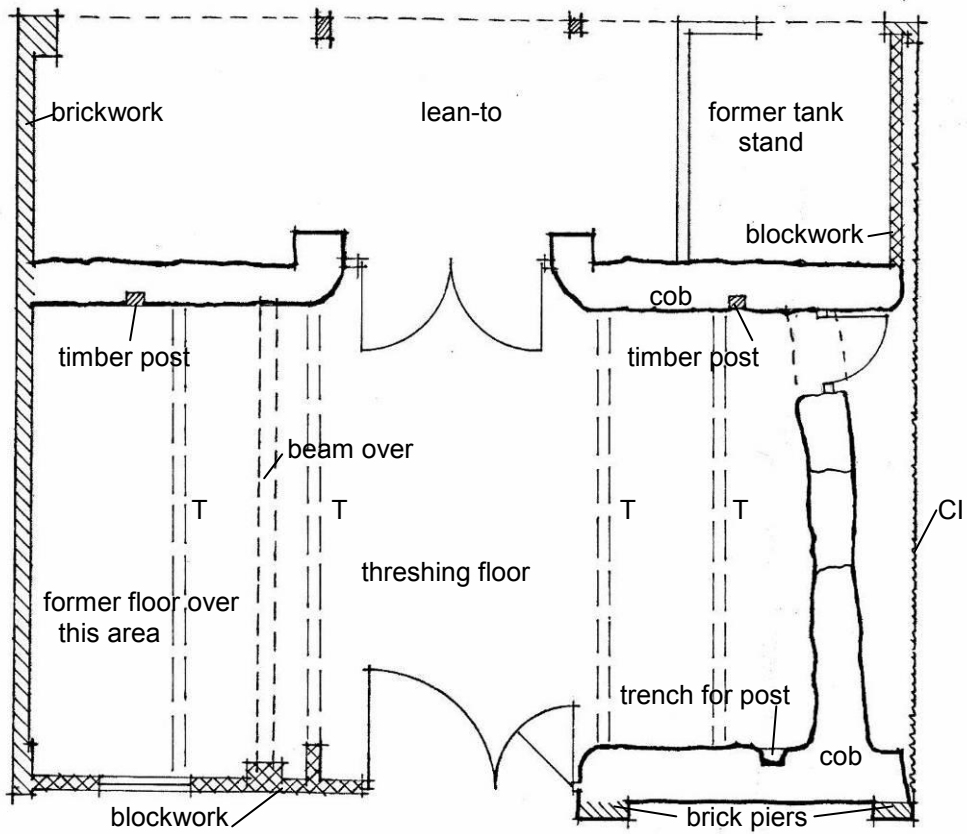 brickwork
lean-to
former tank
stand
blockwork
cob
timber post
timber post
beam over
T
T
T
T
CI
threshing floor
former floor over
this area
trench for post
cob
blockwork
brick piers